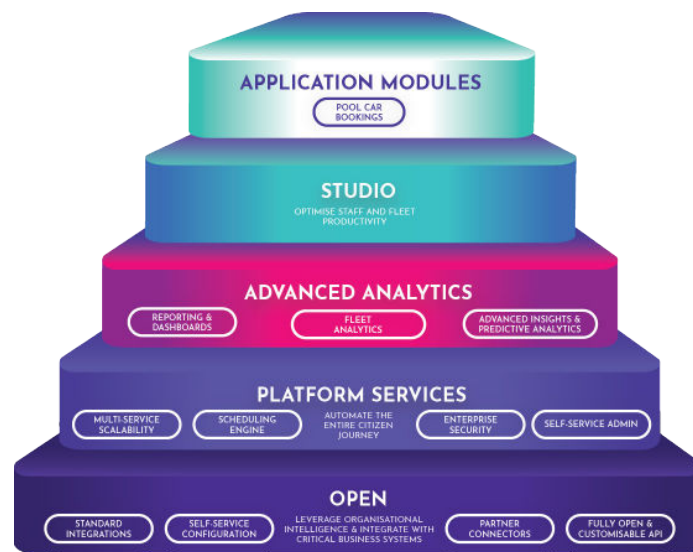 APPLICATION MODULES
POOL CAR
BOOKINGS
STUDIO
OPTIMISE STAFF AND FLEET
PRODUCTIVITY
ADVANCED ANALYTICS
REPORTING &
DASHBOARDS
FLEET
ANALYTICS
ADVANCED INSIGHTS &
PREDICTIVE ANALYTICS
PLATFORM SERVICES
MULTI-SERVICE
SCALABILITY
SCHEDULING
ENGINE
AUTOMATE THE
ENTIRE CITIZEN
JOURNEY
ENTERPRISE
SECURITY
SELF-SERVICE ADMIN
OPEN
STANDARD
INTEGRATIONS
SELF-SERVICE
CONFIGURATION
LEVERAGE ORGANISATIONAL
INTELLIGENCE & INTEGRATE WITH
CRITICAL BUSINESS SYSTEMS
PARTNER
CONNECTORS
FULLY OPEN &
CUSTOMISABLE API